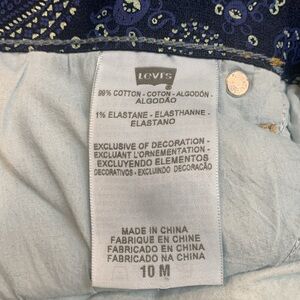 Levi's
99% COTTON - COTON - ALGODÓN -
ALGODÃO
1% ELASTANE - ELASTHANNE -
ELASTANO
EXCLUSIVE OF DECORATION -
EXCLUANT L'ORNEMENTATION -
EXCLUYENDO ELEMENTOS
DECORATIVOS - EXCLUINDO DECORAÇÃO
MADE IN CHINA
FABRIQUE EN CHINE
FABRICADO EN CHINA
FABRICADO NA CHINA
10 M